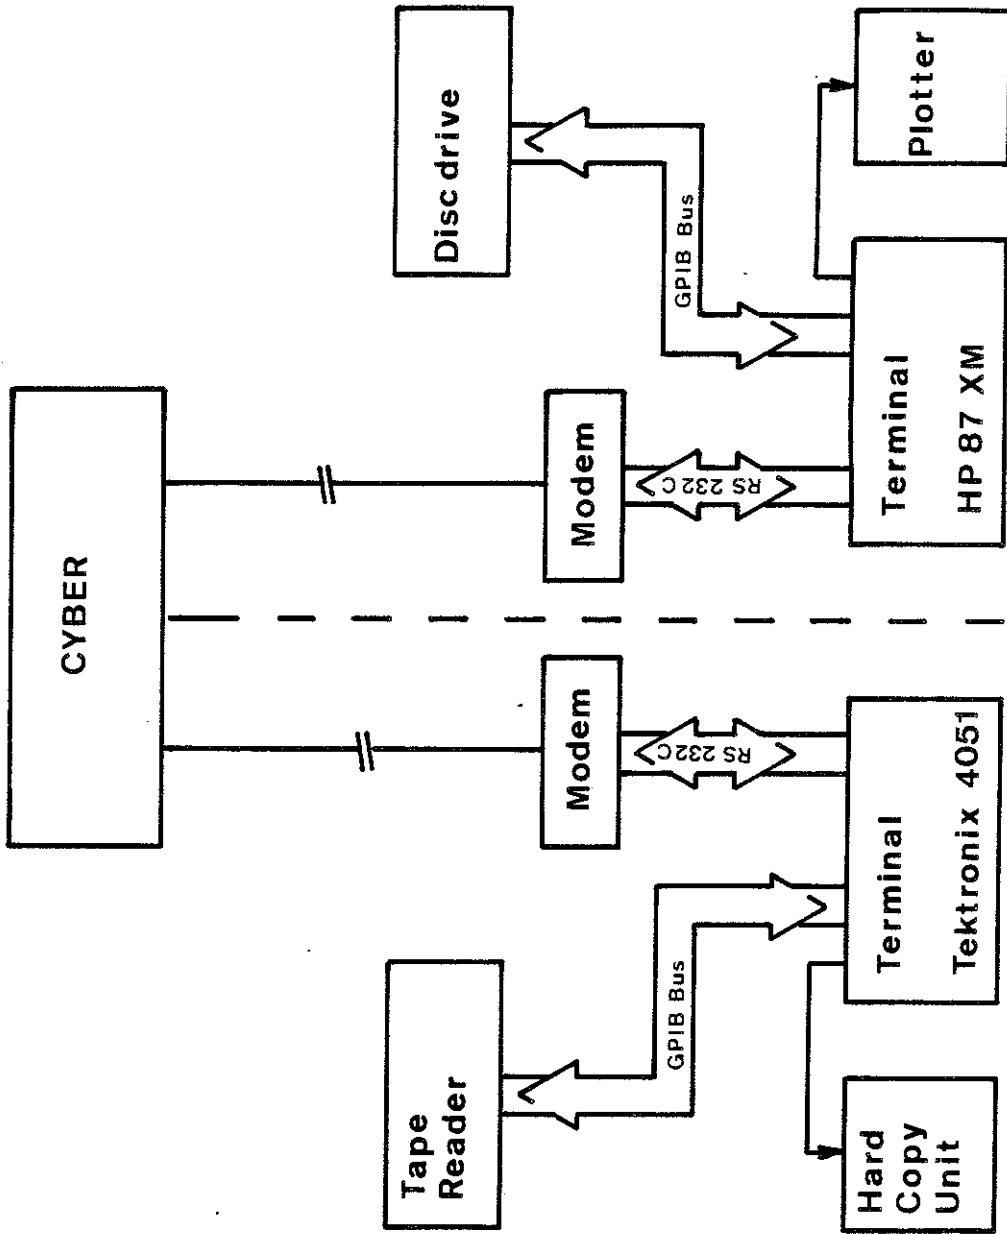 CYBER
Tape
Reader
Disc drive
GPIB Bus
GPIB Bus
Modem
Modem
RS 232C
RS 232 C
Hard
Copy
Unit
Terminal
Tektronix 4051
Terminal
HP 87 XM
Plotter